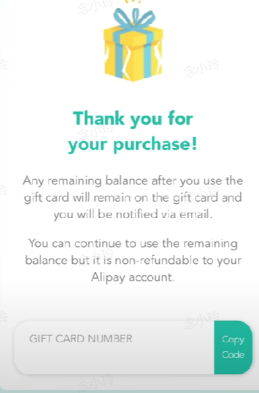 Thank you for
your purchase!
Any remaining balance after you use the
gift card will remain on the gift card and
you will be notified via email.
You can continue to use the remaining
balance but it is non-refundable to your
Alipay account.
GIFT CARD NUMBER
Copy
Code